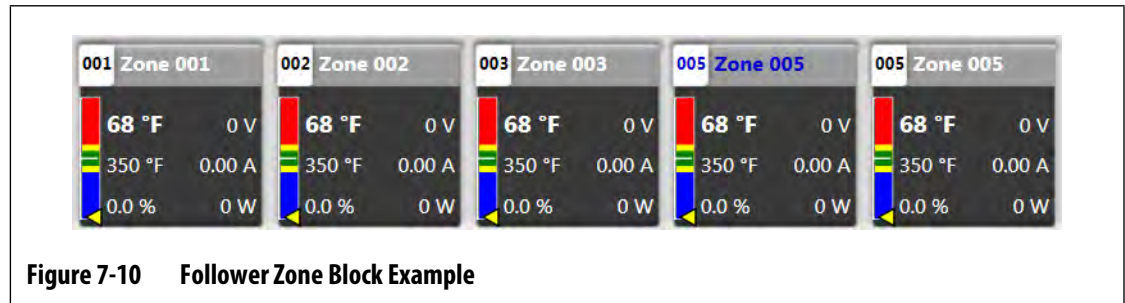 001 Zone 001 002 Zone 002 003 Zone 003 005 Zone 005 005 Zone 005
68 °F 0 V 68 °F 0 V 68 °F 0 V 68 °F 0 V 68 °F 0 V
350 °F 0.00 A 350 °F 0.00 A 350 °F 0.00 A 350 °F 0.00 A 350 °F 0.00 A
0.0 % 0 W 0.0 % 0 W 0.0 % 0 W 0.0 % 0 W 0.0 % 0 W
Figure 7-10 Follower Zone Block Example